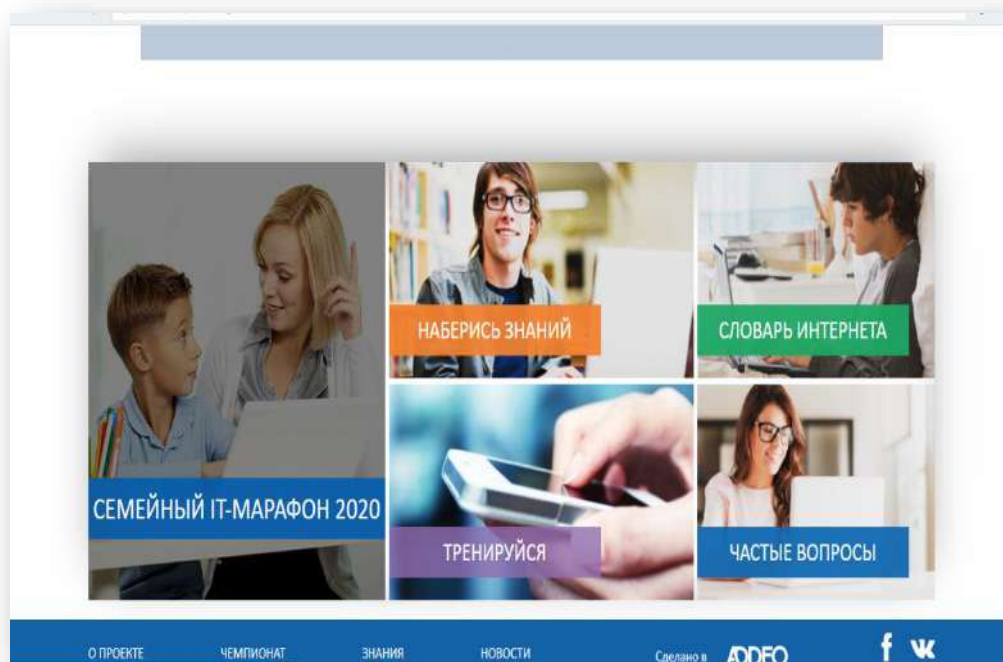 НАБЕРИСЬ ЗНАНИЙ
СЛОВАРЬ ИНТЕРНЕТА
СЕМЕЙНЫЙ IT-МАРАФОН 2020
ТРЕНИРУЙСЯ
ЧАСТЫЕ ВОПРОСЫ
О ПРОЕКТЕ
ЧЕМПИОНАТ
ЗНАНИЯ
НОВОСТИ
Сделано в ADDEO